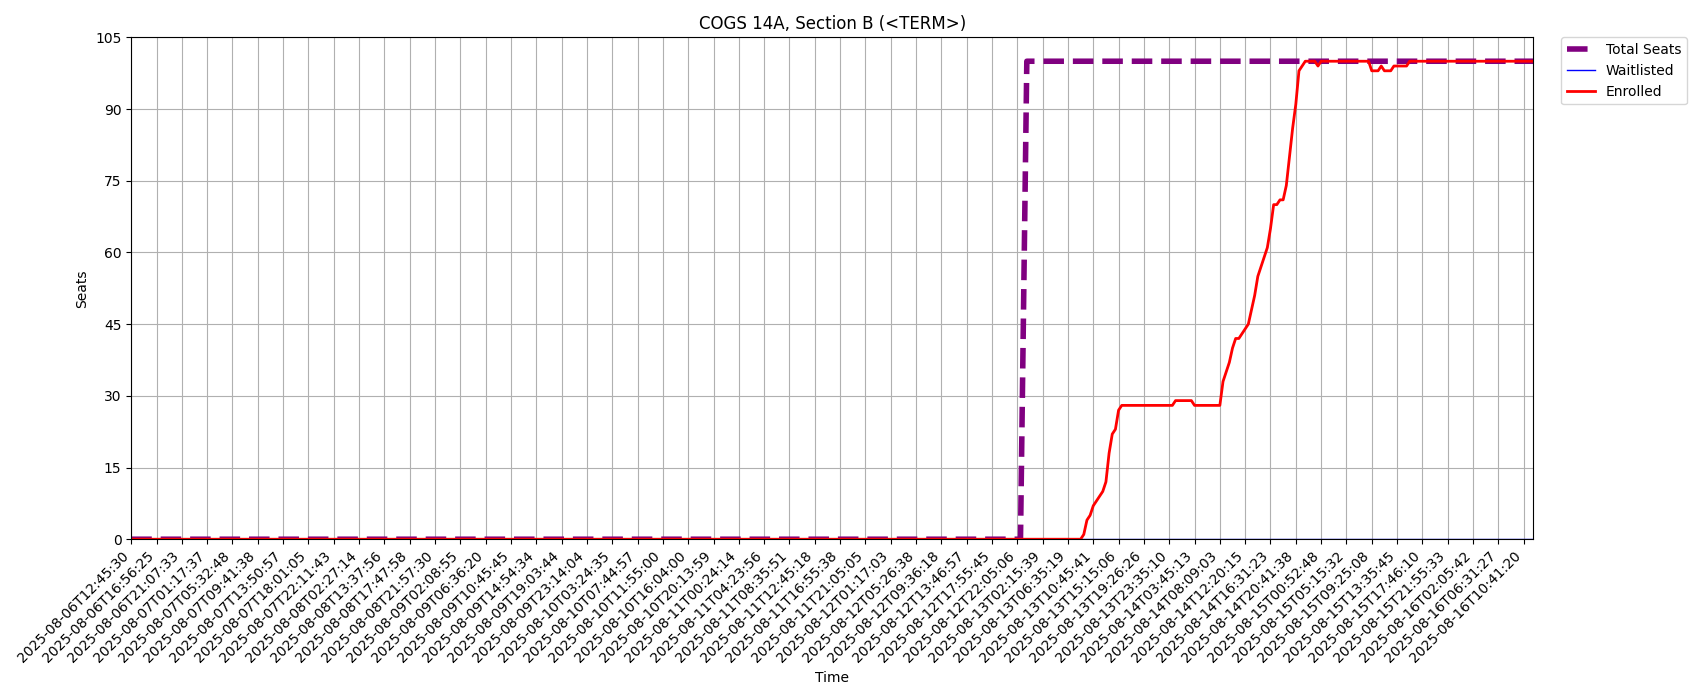 COGS 14A, Section B (<TERM>)
Total Seats
Waitlisted
Enrolled
Seats
105
90
75
60
45
30
15
0
2025-08-06T12:45:30
2025-08-06T16:56:25
2025-08-06T21:07:33
2025-08-07T01:17:37
2025-08-07T05:32:48
2025-08-07T09:41:38
2025-08-07T13:50:57
2025-08-07T18:01:05
2025-08-07T22:11:43
2025-08-08T02:27:14
2025-08-08T13:37:56
2025-08-08T17:47:58
2025-08-08T21:57:30
2025-08-09T02:08:55
2025-08-09T06:36:20
2025-08-09T10:45:45
2025-08-09T14:54:34
2025-08-09T19:03:44
2025-08-09T23:14:04
2025-08-10T03:24:35
2025-08-10T07:44:57
2025-08-10T11:55:00
2025-08-10T16:04:00
2025-08-10T20:13:59
2025-08-11T00:24:14
2025-08-11T04:23:56
2025-08-11T08:35:51
2025-08-11T12:45:18
2025-08-11T16:55:38
2025-08-11T21:05:05
2025-08-12T01:17:03
2025-08-12T05:26:38
2025-08-12T09:36:18
2025-08-12T13:46:57
2025-08-12T17:55:45
2025-08-12T22:05:06
2025-08-13T02:15:39
2025-08-13T06:35:19
2025-08-13T10:45:41
2025-08-13T15:15:06
2025-08-13T19:26:26
2025-08-13T23:35:10
2025-08-14T03:45:13
2025-08-14T08:09:03
2025-08-14T12:20:15
2025-08-14T16:31:23
2025-08-14T20:41:38
2025-08-15T00:52:48
2025-08-15T05:15:32
2025-08-15T09:25:08
2025-08-15T13:35:45
2025-08-15T17:46:10
2025-08-15T21:55:33
2025-08-16T02:05:42
2025-08-16T06:31:27
2025-08-16T10:41:20
Time